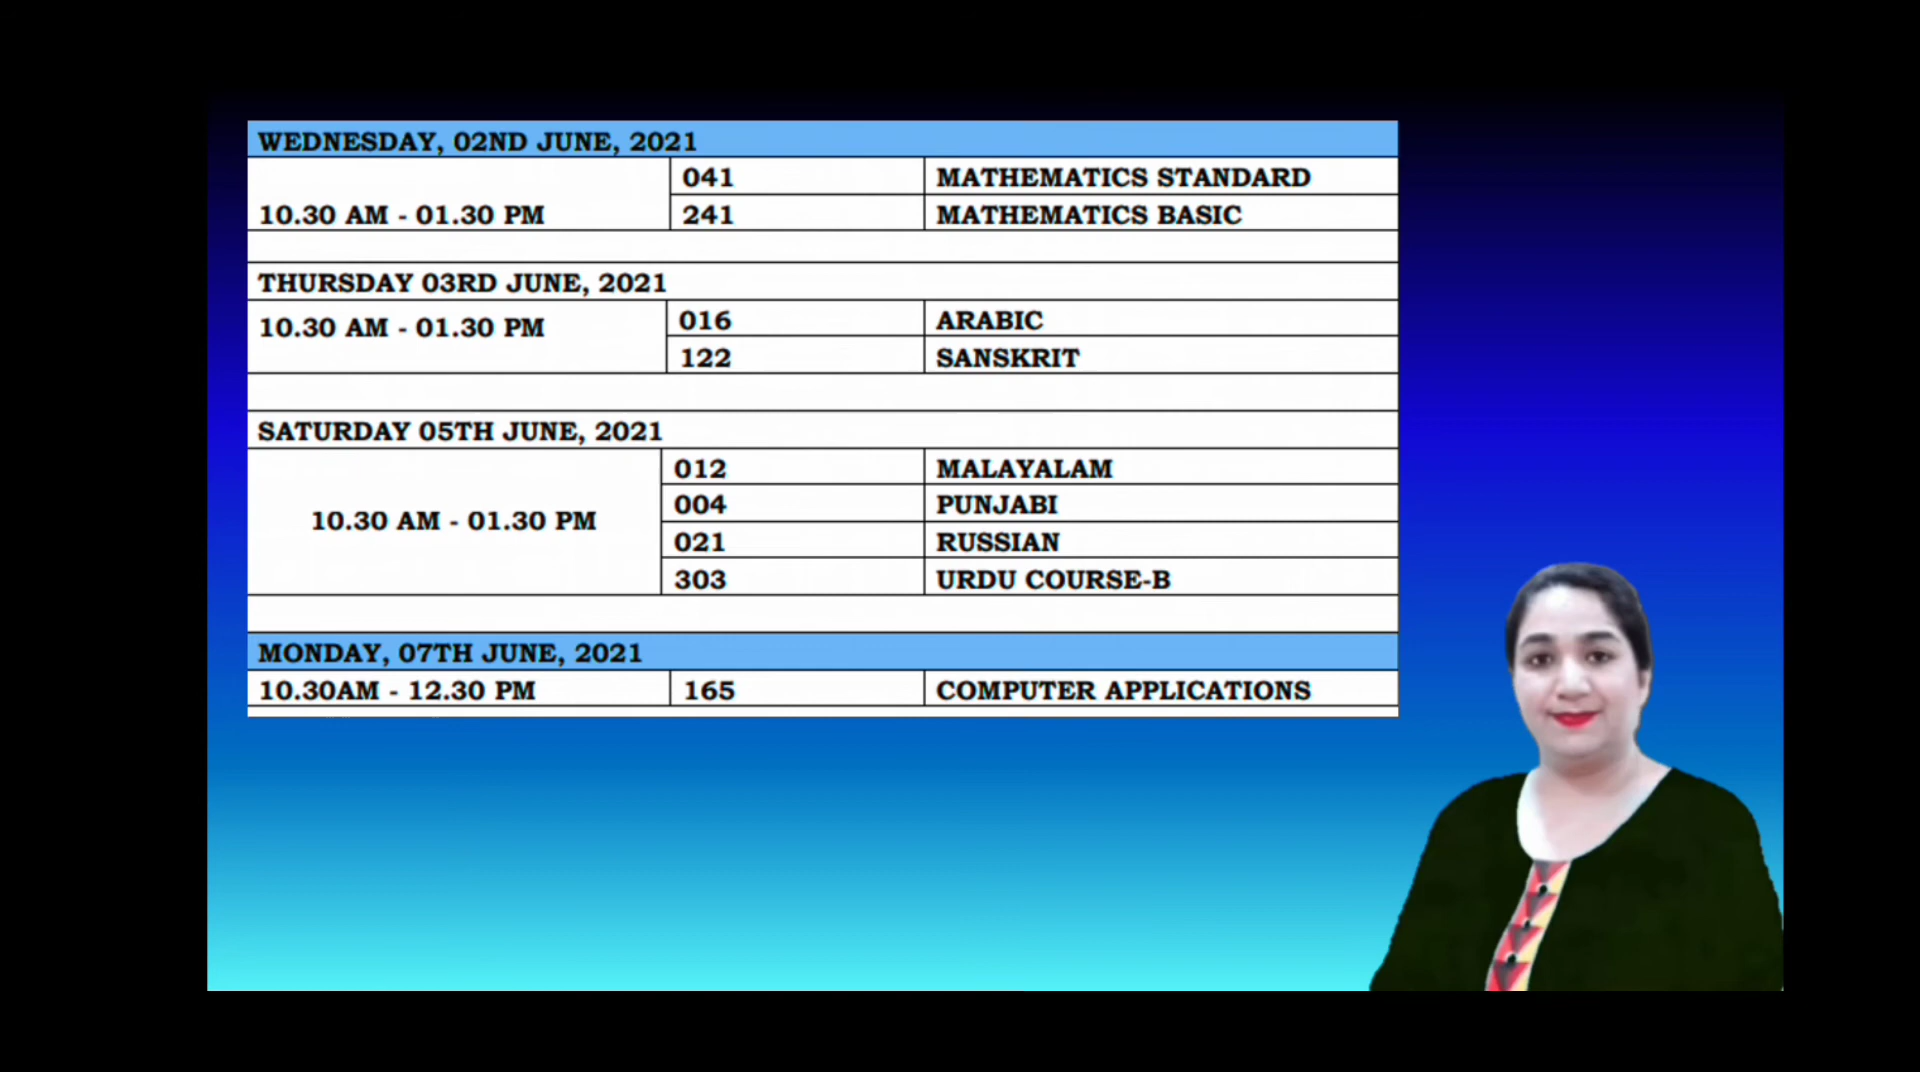 WEDNESDAY, 02ND JUNE, 2021
041 MATHEMATICS STANDARD
10.30 AM - 01.30 PM 241 MATHEMATICS BASIC
THURSDAY 03RD JUNE, 2021
10.30 AM - 01.30 PM 016 ARABIC
122 SANSKRIT
SATURDAY 05TH JUNE, 2021
012 MALAYALAM
004 PUNJABI
10.30 AM - 01.30 PM
021 RUSSIAN
303 URDU COURSE-B
MONDAY, 07TH JUNE, 2021
10.30AM - 12.30 PM 165 COMPUTER APPLICATIONS